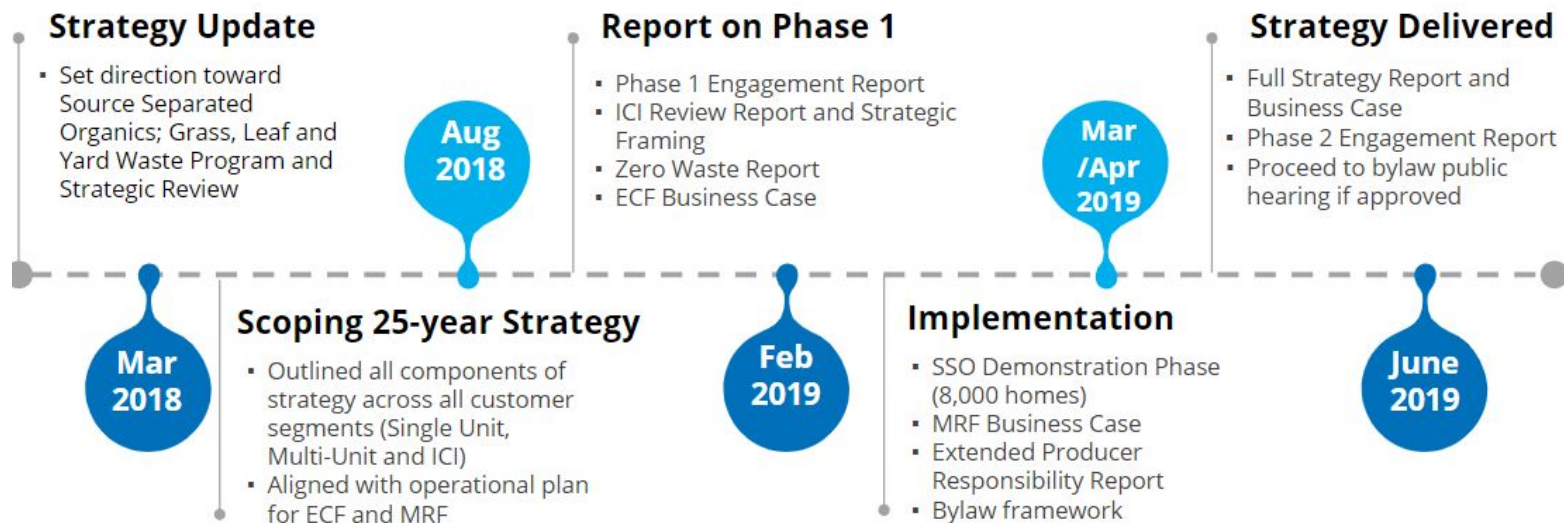 Strategy Update
▪ Set direction toward
Source Separated
Organics; Grass, Leaf and
Yard Waste Program and
Strategic Review
Mar
2018
Aug
2018
Scoping 25-year Strategy
▪ Outlined all components of
strategy across all customer
segments (Single Unit,
Multi-Unit and ICI)
▪ Aligned with operational plan
for ECF and MRF
Report on Phase 1
▪ Phase 1 Engagement Report
▪ ICI Review Report and Strategic
Framing
▪ Zero Waste Report
▪ ECF Business Case
Feb
2019
Mar
/Apr
2019
Implementation
▪ SSO Demonstration Phase
(8,000 homes)
▪ MRF Business Case
▪ Extended Producer
Responsibility Report
▪ Bylaw framework
Strategy Delivered
▪ Full Strategy Report and
Business Case
▪ Phase 2 Engagement Report
▪ Proceed to bylaw public
hearing if approved
June
2019